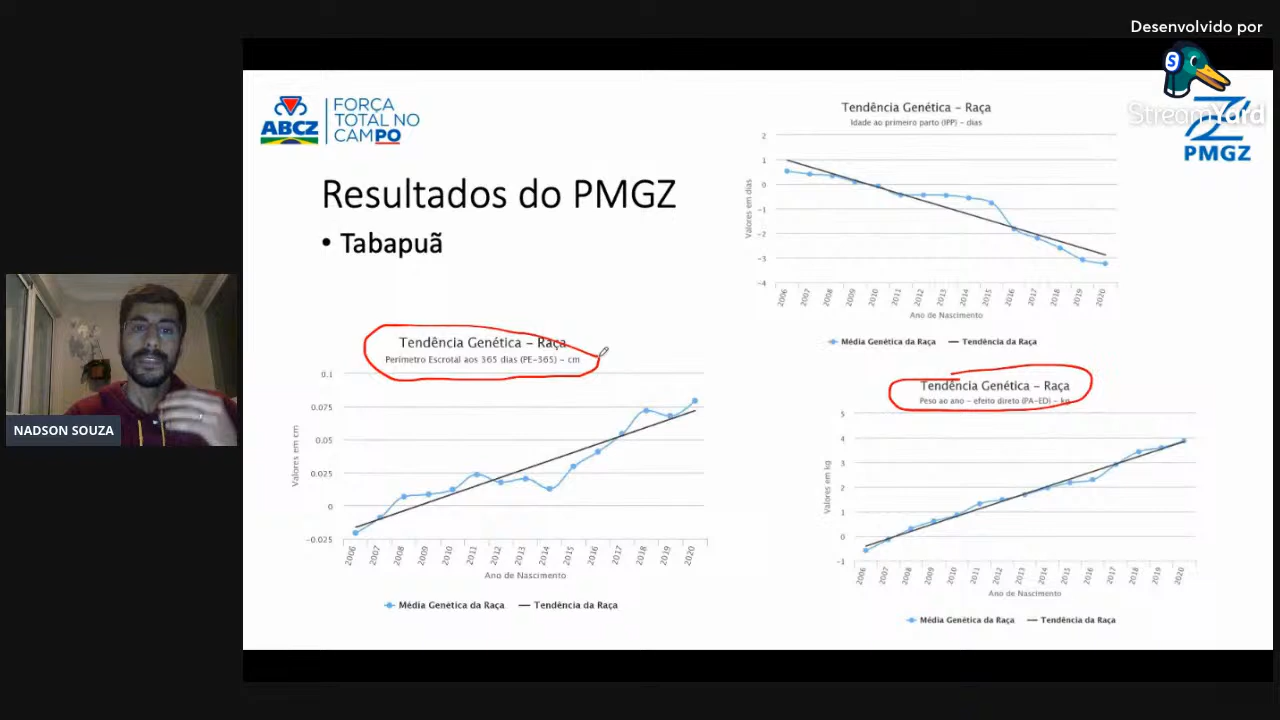 Desenvolvido por
S
StreamYard
PMGZ
ABCZ
FORÇA
TOTAL NO
CAMPO
Resultados do PMGZ
• Tabapuã
Tendência Genética – Raça
Idade ao primeiro parto (IPP) – dias
Valores em dias
2
1
0
−1
−2
−3
−4
2006
2007
2008
2009
2010
2011
2012
2013
2014
2015
2016
2017
2018
2019
2020
Ano de Nascimento
Média Genética da Raça
Tendência da Raça
NADSON SOUZA
Tendência Genética – Raça
Perímetro Escrotal aos 365 dias (PE-365) – cm
Valores em cm
0.1
0.075
0.05
0.025
0
−0.025
2006
2007
2008
2009
2010
2011
2012
2013
2014
2015
2016
2017
2018
2019
2020
Ano de Nascimento
Média Genética da Raça
Tendência da Raça
Tendência Genética – Raça
Peso ao ano – efeito direto (PA-ED) – kg
Valores em kg
5
4
3
2
1
0
−1
2006
2007
2008
2009
2010
2011
2012
2013
2014
2015
2016
2017
2018
2019
2020
Ano de Nascimento
Média Genética da Raça
Tendência da Raça